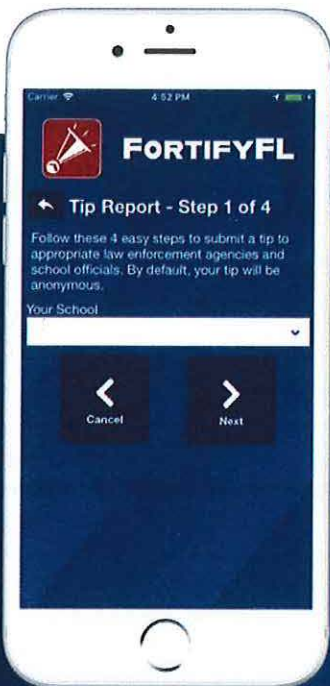 Carrier 4:52 PM
FORTIFYFL
Tip Report - Step 1 of 4
Follow these 4 easy steps to submit a tip to
appropriate law enforcement agencies and
school officials. By default, your tip will be
anonymous.
Your School
Cancel Next